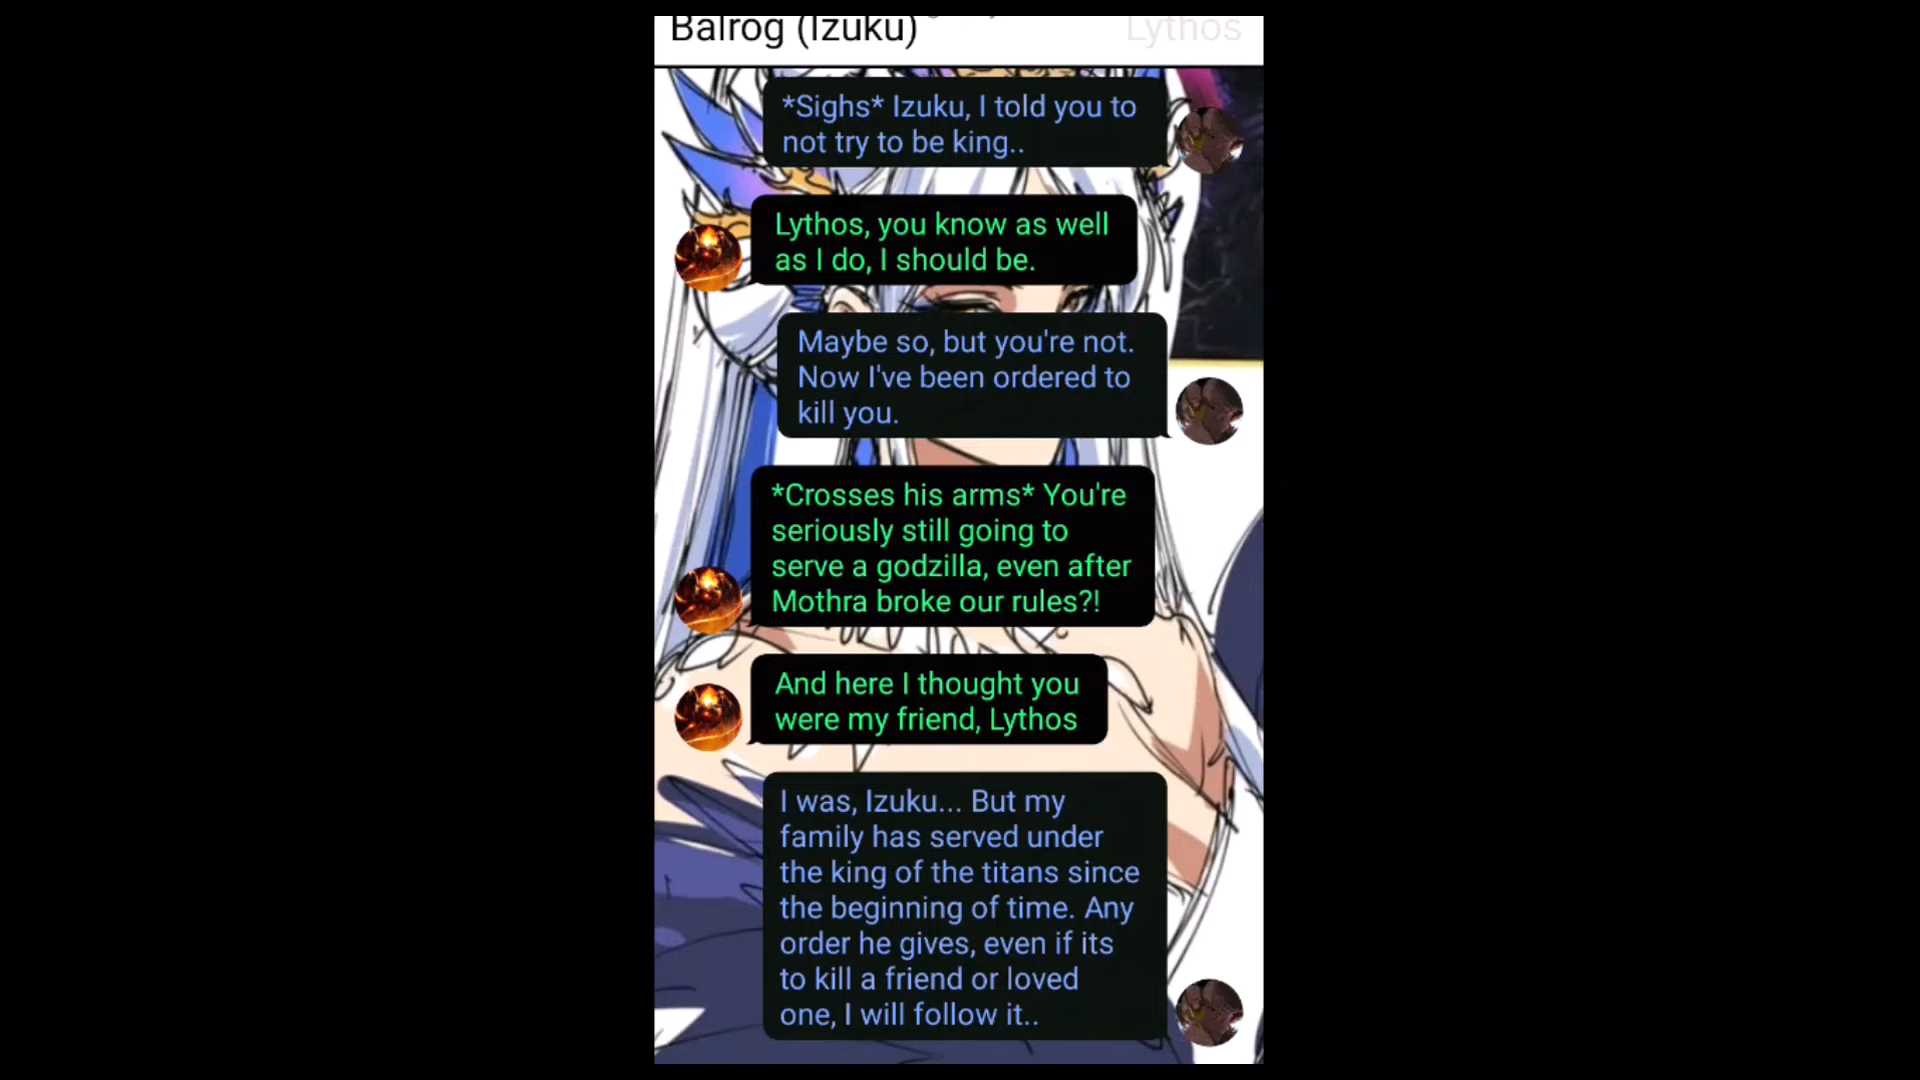 Balrog (Izuku)
Lythos
*Sighs* Izuku, I told you to
not try to be king..
Lythos, you know as well
as I do, I should be.
Maybe so, but you're not.
Now I've been ordered to
kill you.
*Crosses his arms* You're
seriously still going to
serve a godzilla, even after
Mothra broke our rules?!
And here I thought you
were my friend, Lythos
I was, Izuku... But my
family has served under
the king of the titans since
the beginning of time. Any
order he gives, even if its
to kill a friend or loved
one, I will follow it..